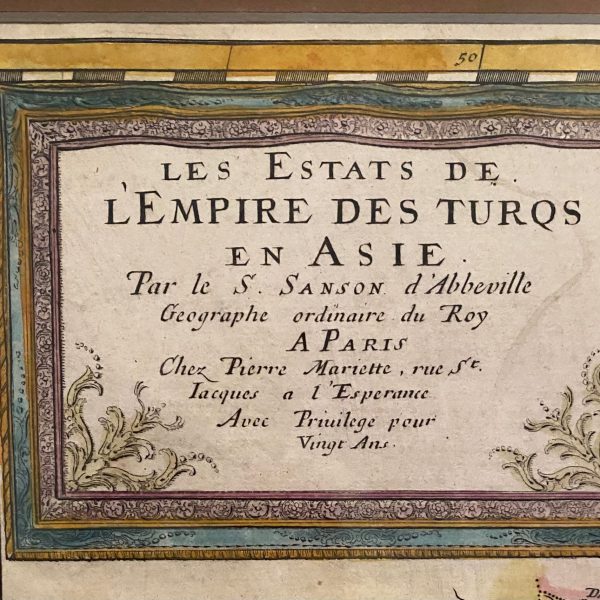 50
LES ESTATS DE
L'EMPIRE DES TURQS
EN ASIE.
Par le S. SANSON d'Abbeville
Geographe ordinaire du Roy
A PARIS
Chez Pierre Mariette, rue St.
Iacques a l'Esperance
Avec Privilege pour
Vingt Ans.